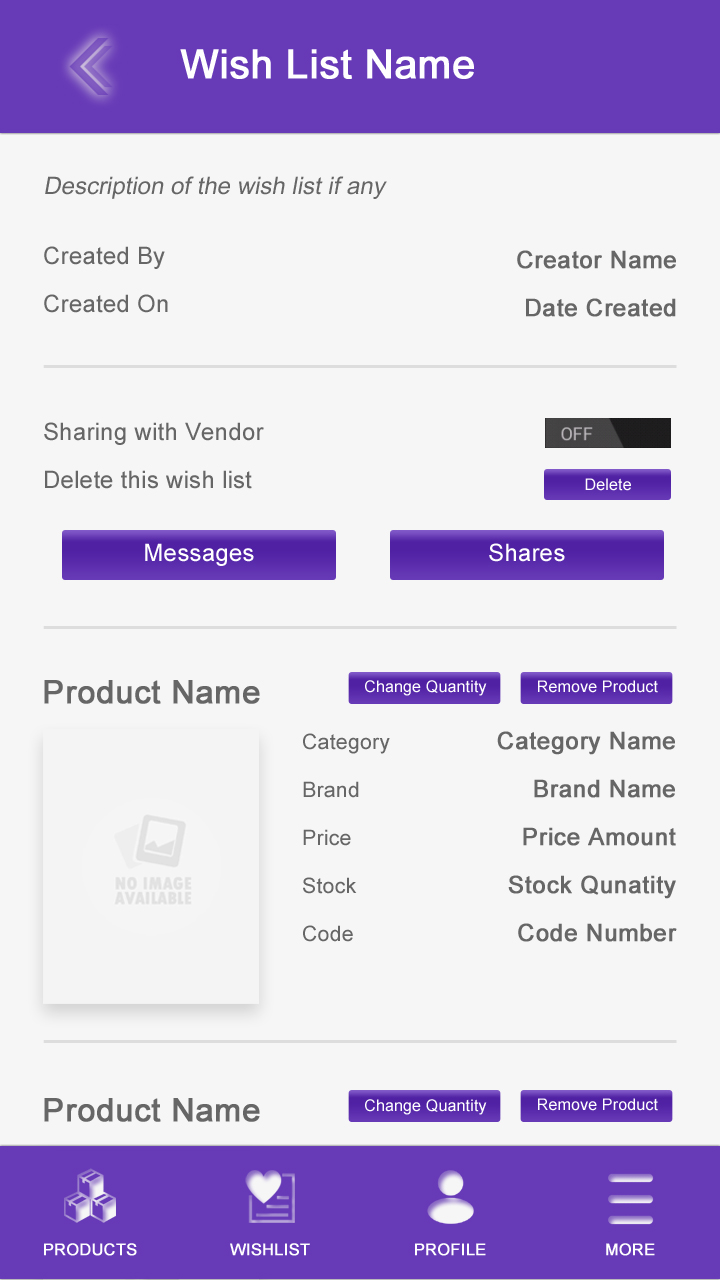 Wish List Name
Description of the wish list if any
Created By Creator Name
Created On Date Created
Sharing with Vendor OFF
Delete this wish list Delete
Messages Shares
Product Name Change Quantity Remove Product
Category Category Name
Brand Brand Name
Price Price Amount
NO IMAGE
AVAILABLE
Stock Stock Qunatity
Code Code Number
Product Name Change Quantity Remove Product
PRODUCTS WISHLIST PROFILE MORE